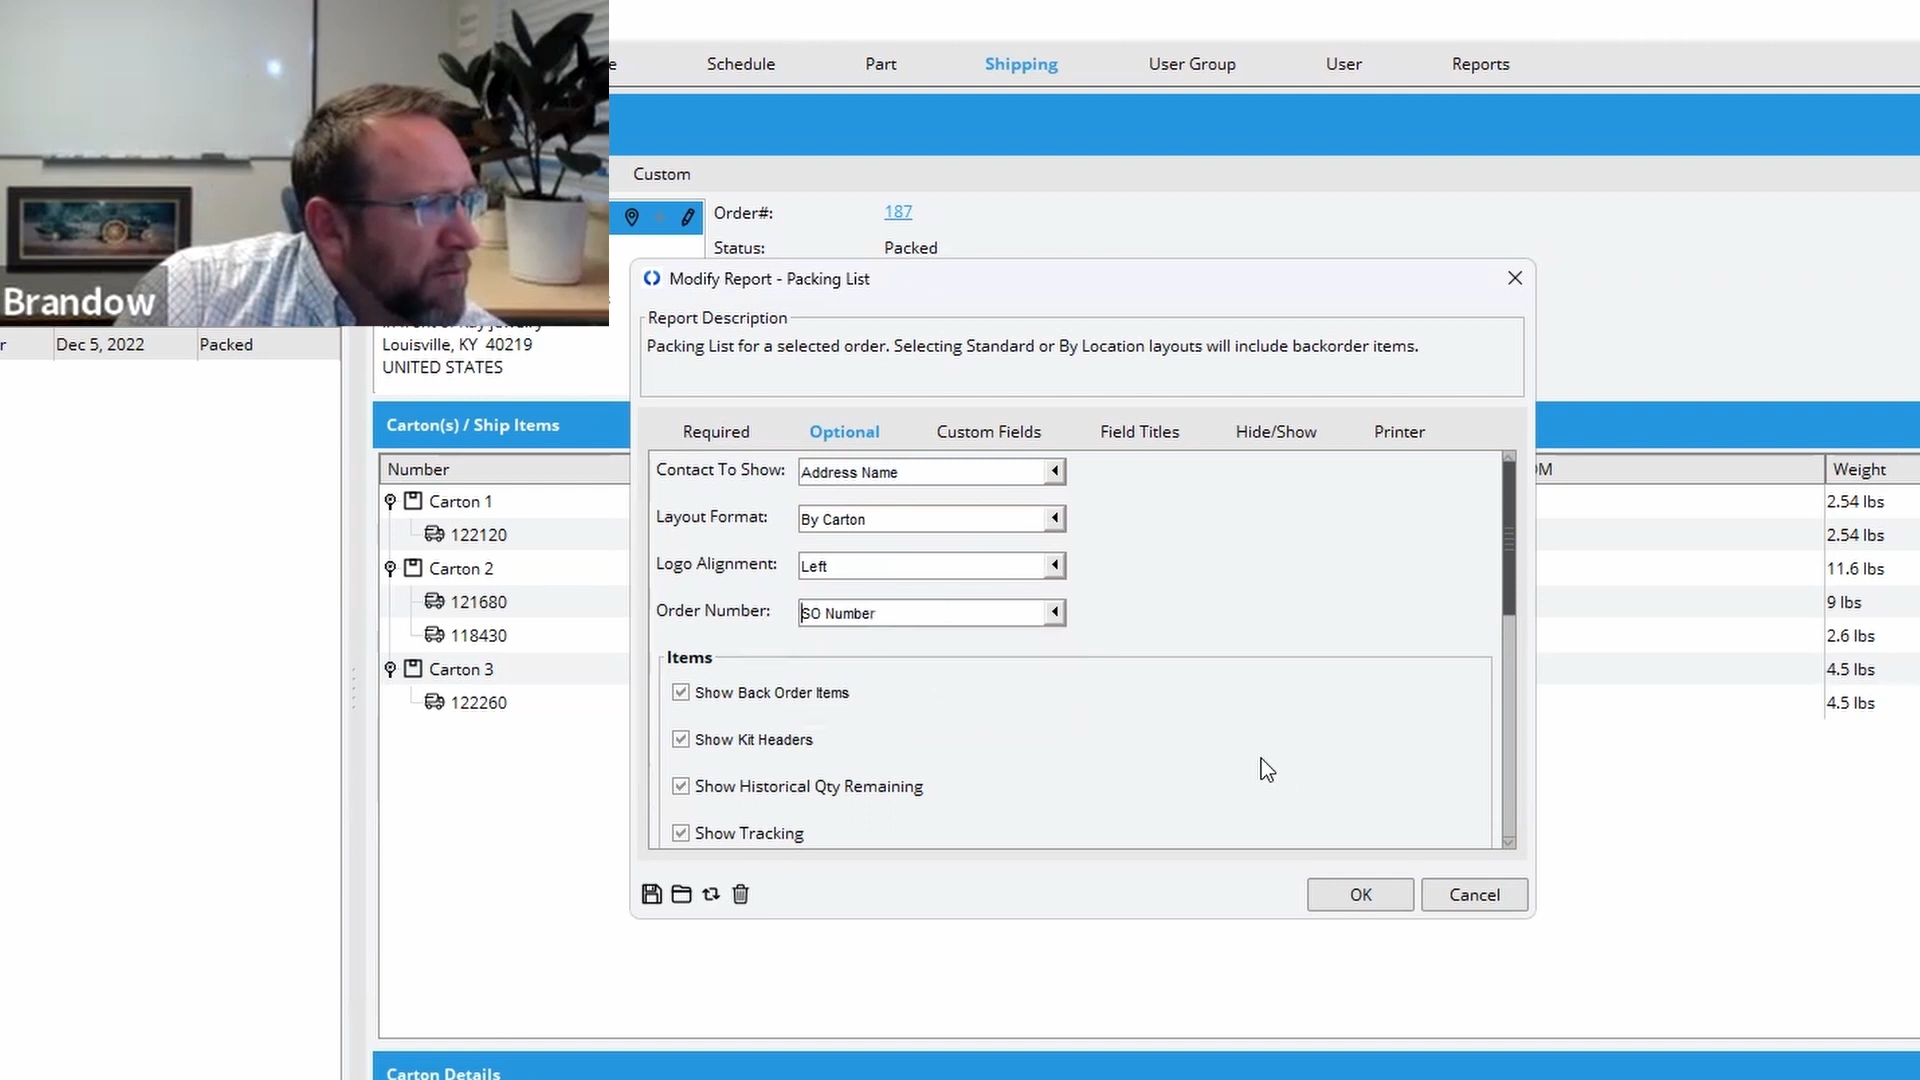 Schedule
Part
Shipping
User Group
User
Reports
Custom
Order#:
187
Status:
Packed
Brandow
Dec 5, 2022
Packed
Louisville, KY 40219
UNITED STATES
Modify Report - Packing List
Report Description
Packing List for a selected order. Selecting Standard or By Location layouts will include backorder items.
Required
Optional
Custom Fields
Field Titles
Hide/Show
Printer
Contact To Show:
Address Name
Layout Format:
By Carton
Logo Alignment:
Left
Order Number:
SO Number
Items
Show Back Order Items
Show Kit Headers
Show Historical Qty Remaining
Show Tracking
OK
Cancel
Carton(s) / Ship Items
Number
Weight
Carton 1
2.54 lbs
122120
2.54 lbs
Carton 2
11.6 lbs
121680
9 lbs
118430
2.6 lbs
Carton 3
4.5 lbs
122260
4.5 lbs
Carton Details